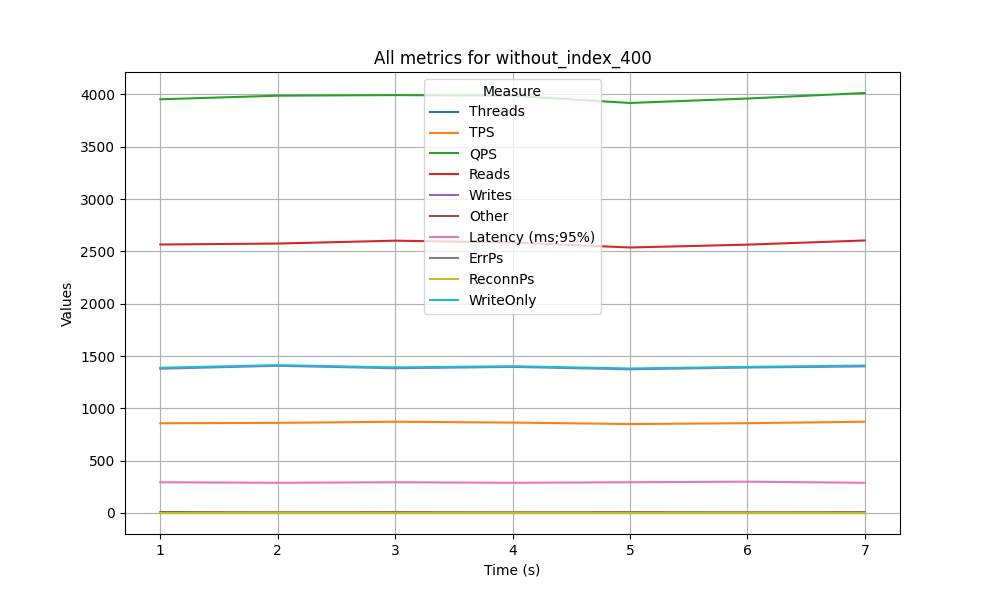 All metrics for without_index_400
Values
4000
3500
3000
2500
2000
1500
1000
500
0
Measure
Threads
TPS
QPS
Reads
Writes
Other
Latency (ms;95%)
ErrPs
ReconnPs
WriteOnly
1 2 3 4 5 6 7
Time (s)